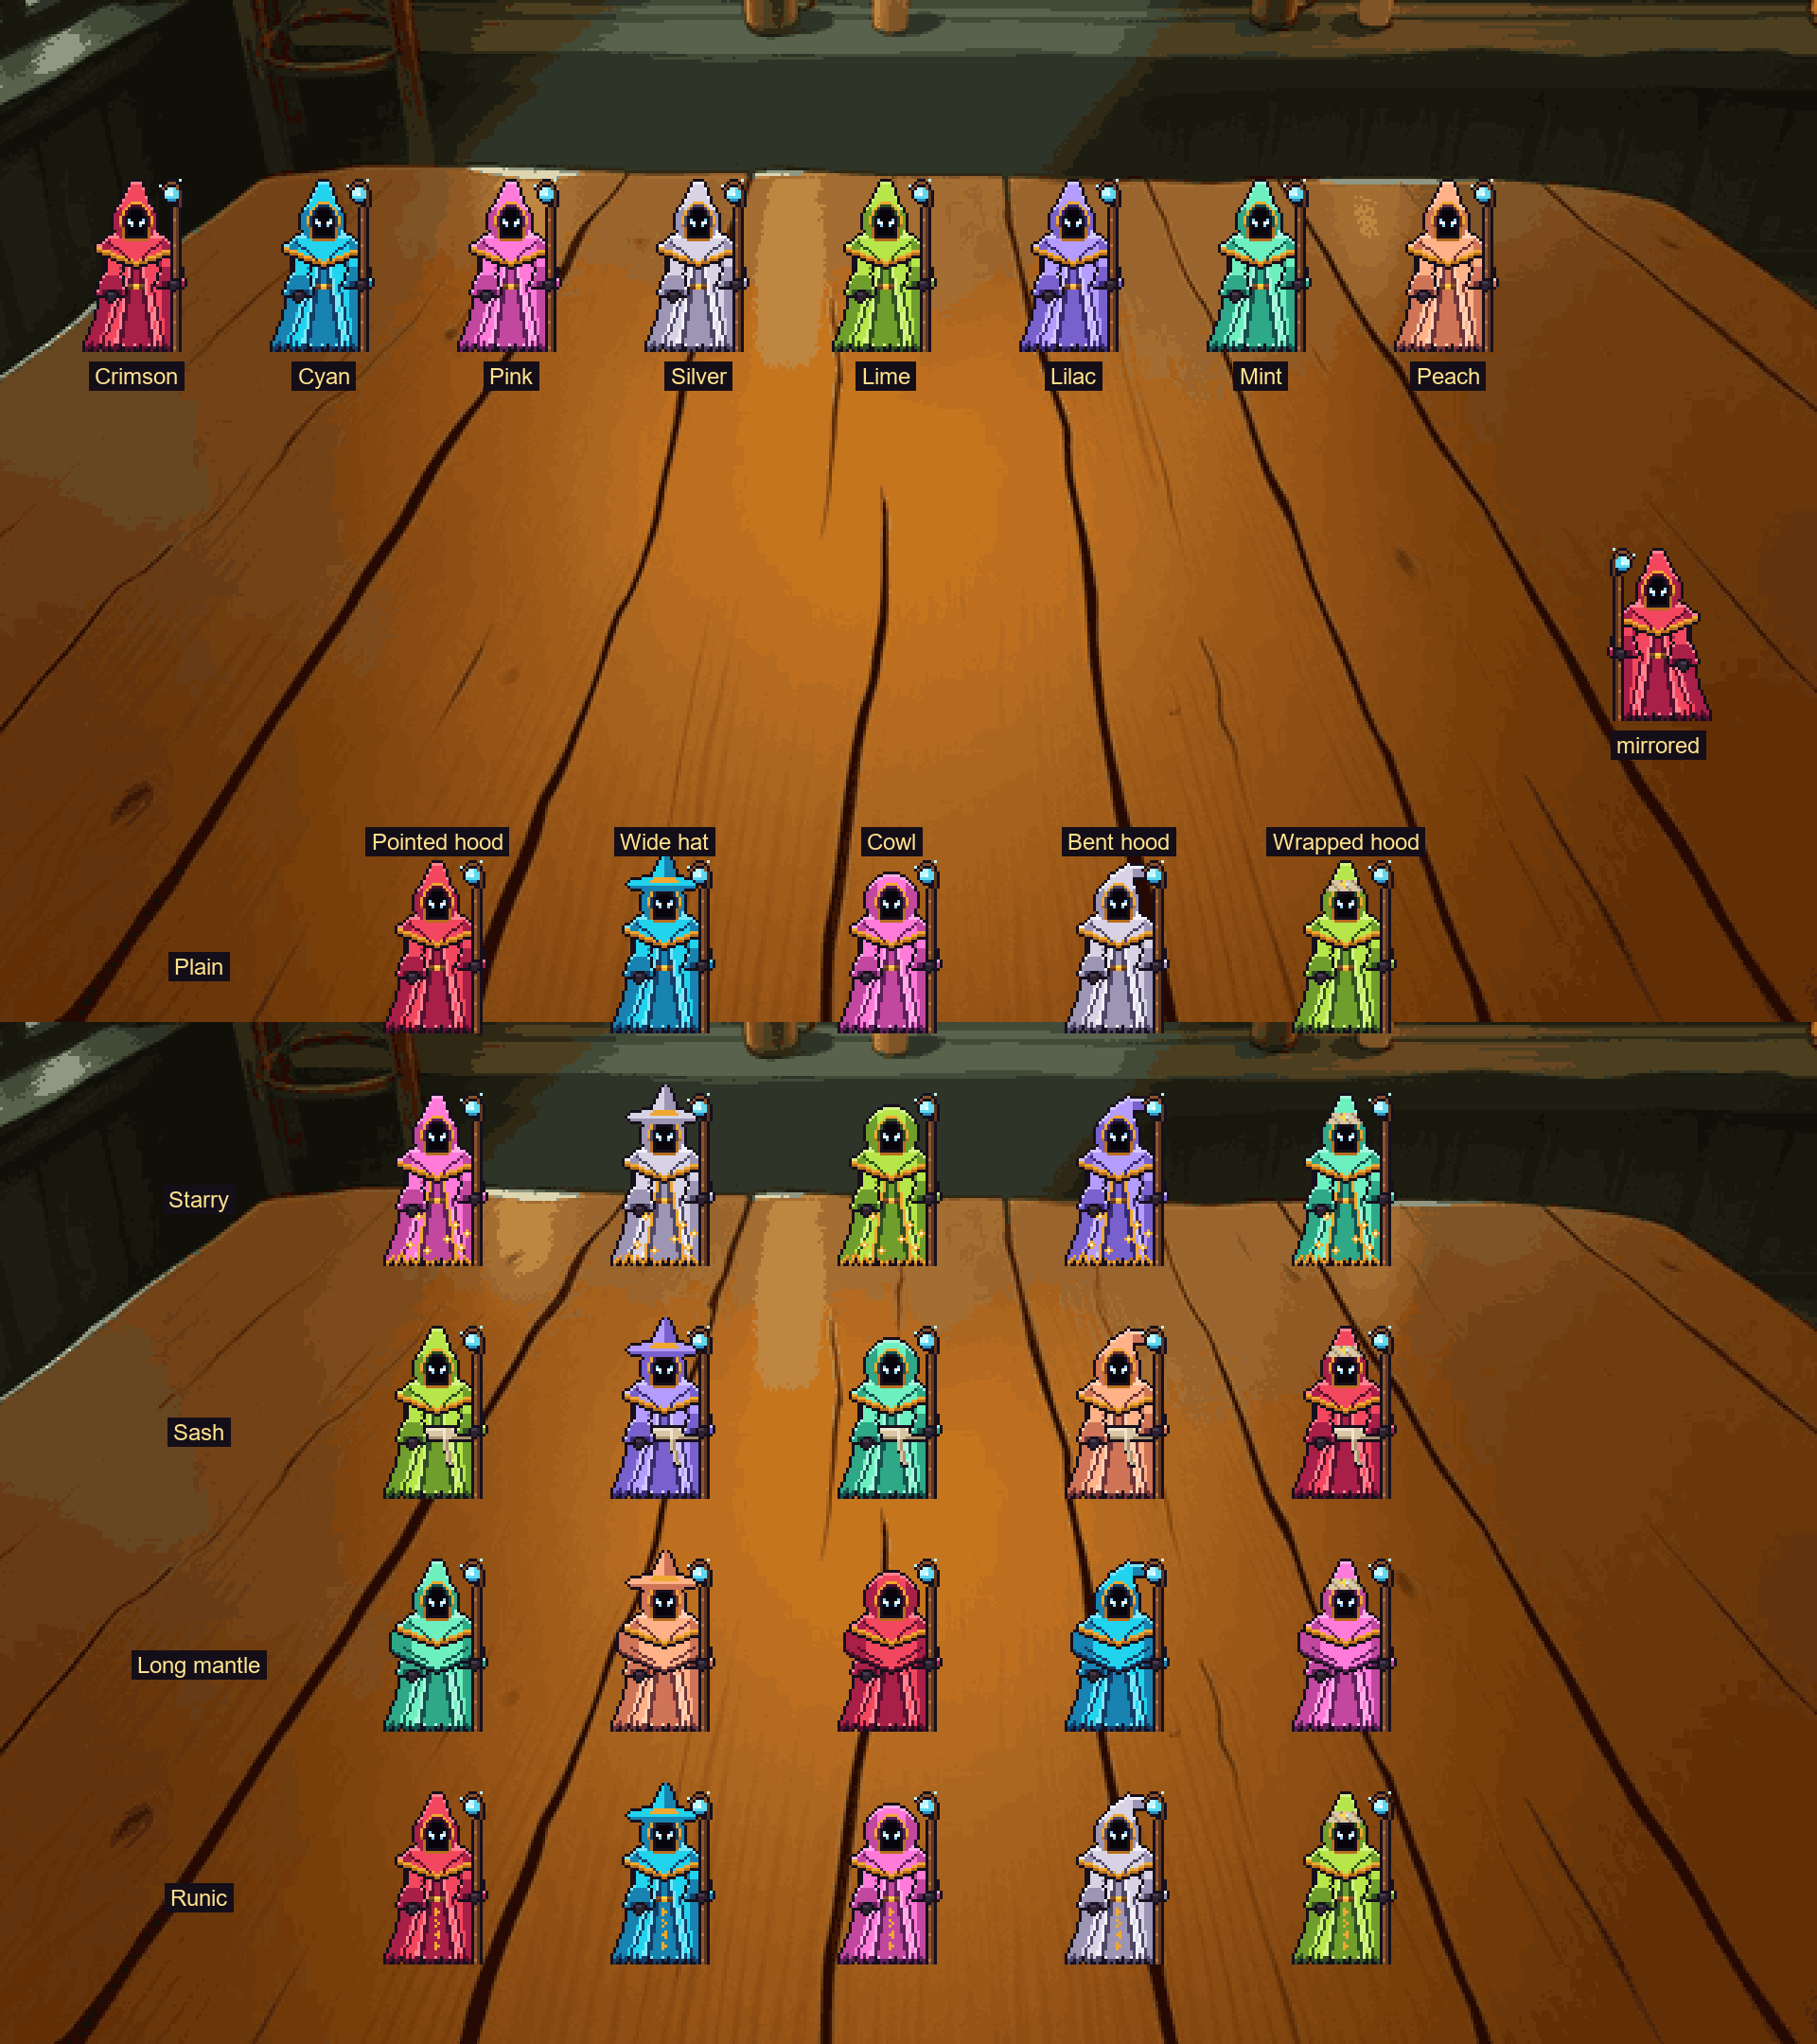 Crimson
Cyan
Pink
Silver
Lime
Lilac
Mint
Peach
mirrored
Pointed hood
Wide hat
Cowl
Bent hood
Wrapped hood
Plain
Starry
Sash
Long mantle
Runic